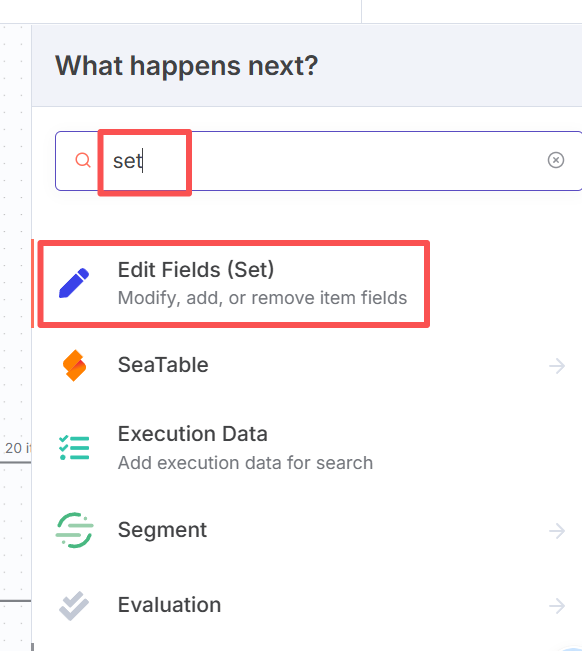 What happens next?
set
Edit Fields (Set)
Modify, add, or remove item fields
SeaTable
Execution Data
20
Add execution data for search
Segment
Evaluation